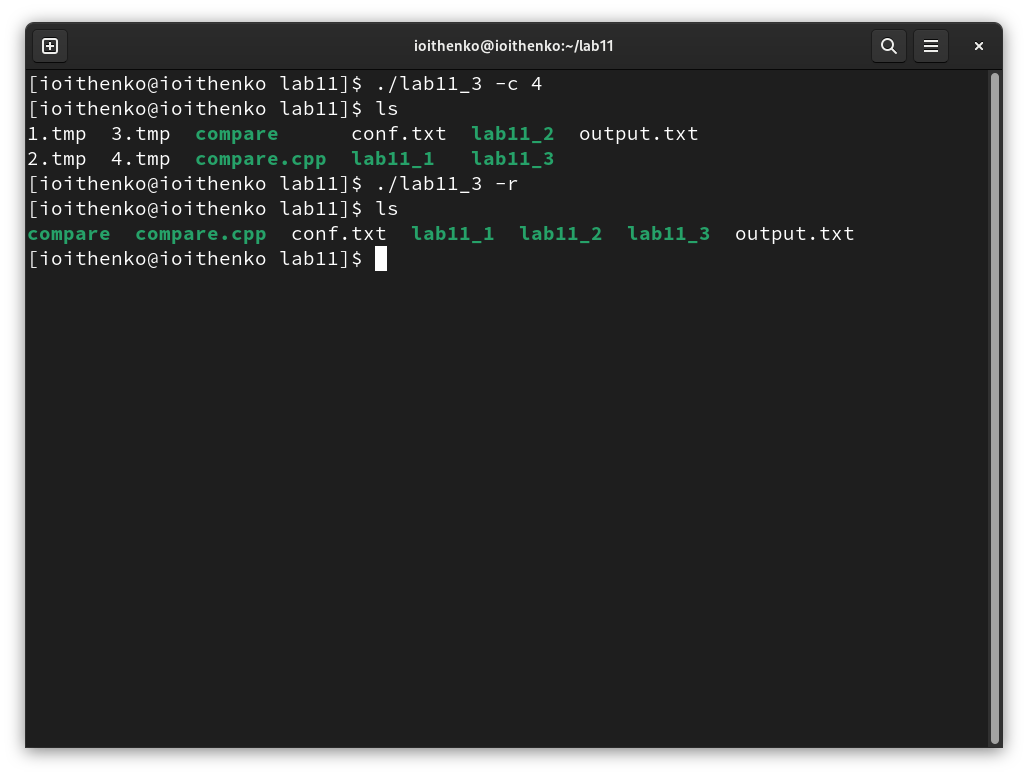 ioithenko@ioithenko:~/lab11
[ioithenko@ioithenko lab11]$ ./lab11_3 -c 4
[ioithenko@ioithenko lab11]$ ls
1.tmp  3.tmp  compare      conf.txt  lab11_2  output.txt
2.tmp  4.tmp  compare.cpp  lab11_1   lab11_3
[ioithenko@ioithenko lab11]$ ./lab11_3 -r
[ioithenko@ioithenko lab11]$ ls
compare  compare.cpp  conf.txt  lab11_1  lab11_2  lab11_3  output.txt
[ioithenko@ioithenko lab11]$